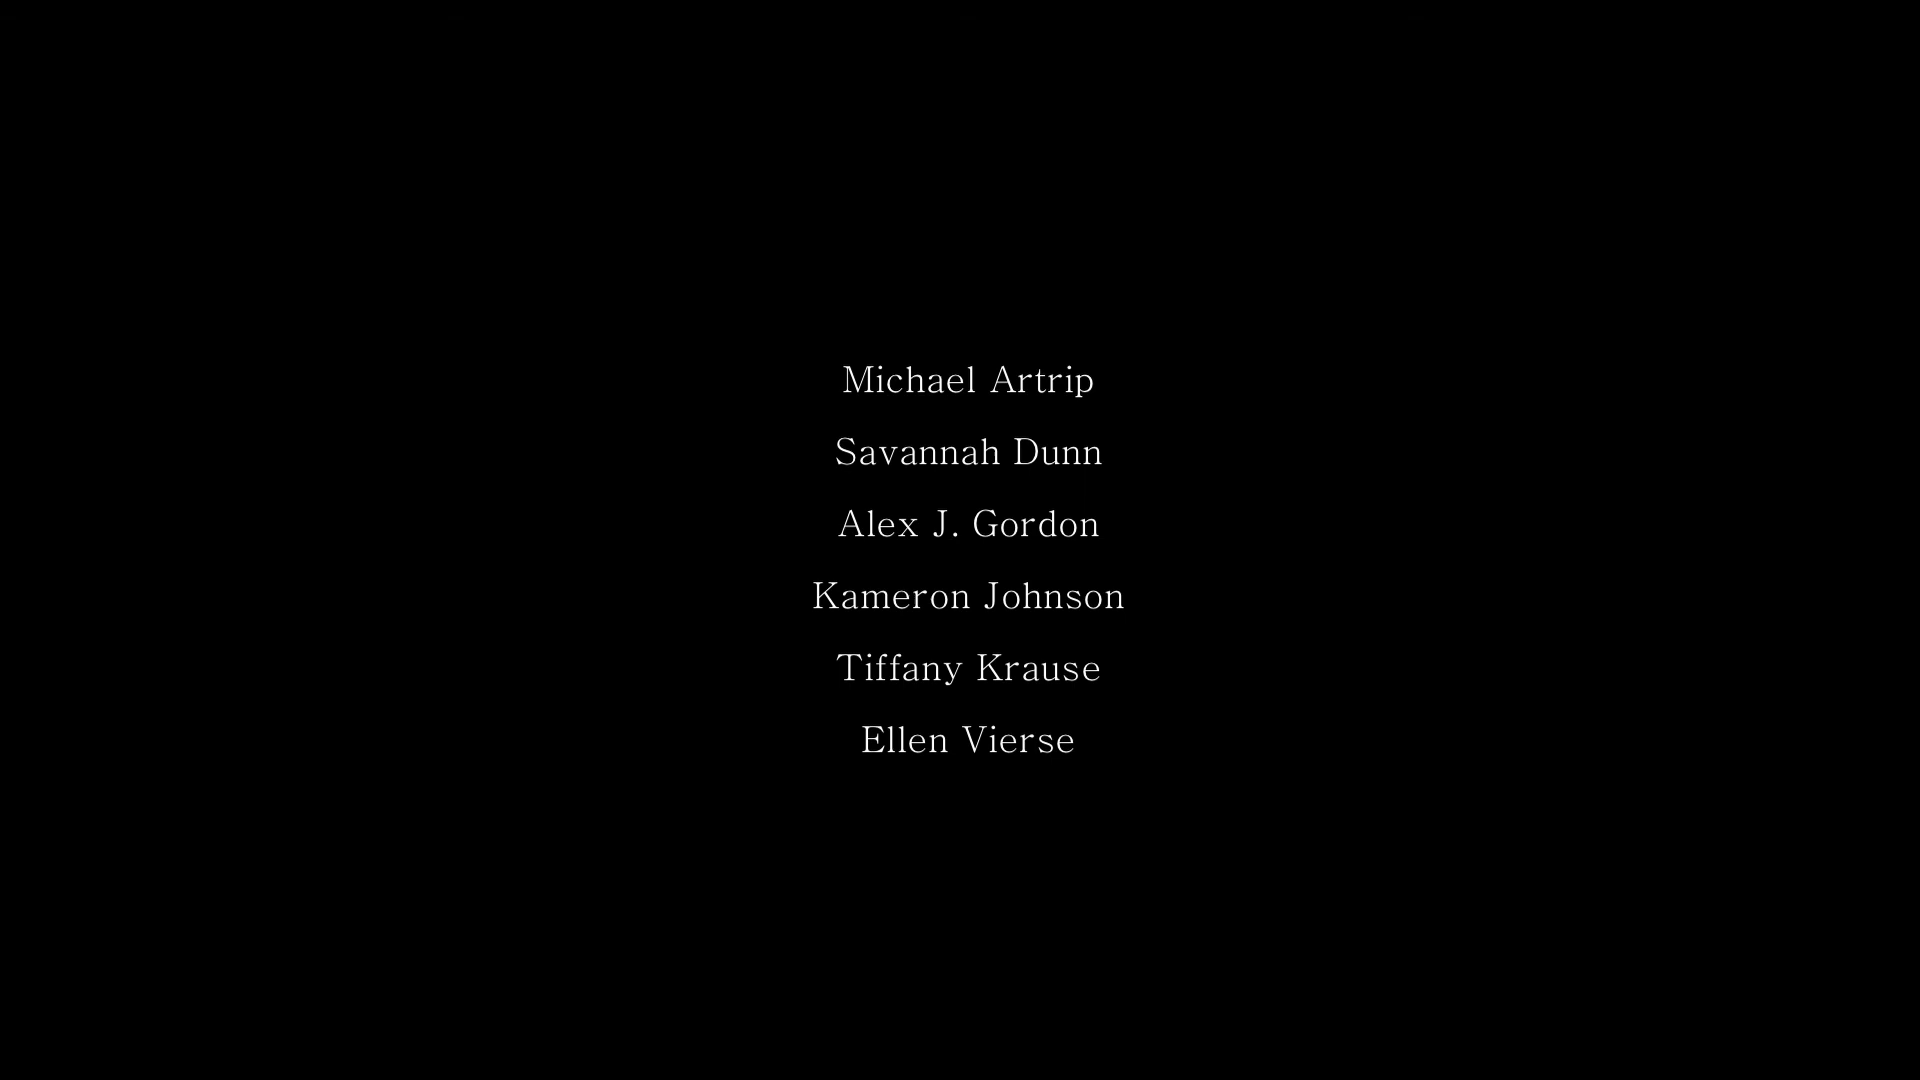 Michael Artrip
Savannah Dunn
Alex J. Gordon
Kameron Johnson
Tiffany Krause
Ellen Vierse